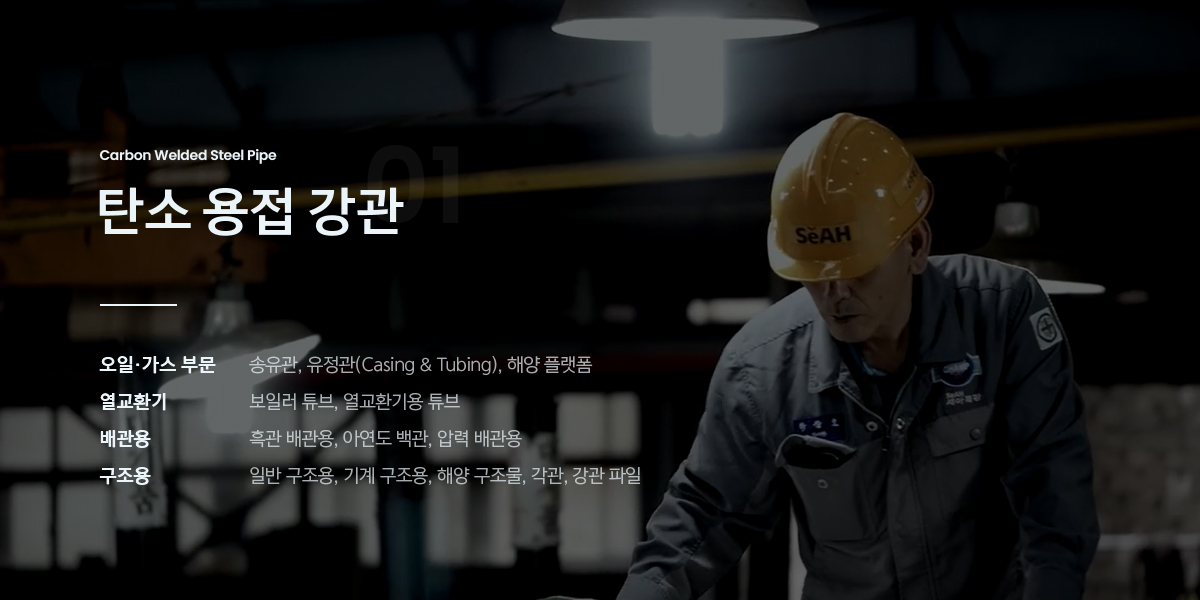 Carbon Welded Steel Pipe
01
탄소 용접 강관
오일·가스 부문 송유관, 유정관(Casing & Tubing), 해양 플랫폼
열교환기 보일러 튜브, 열교환기용 튜브
배관용 흑관 배관용, 아연도 백관, 압력 배관용
구조용 일반 구조용, 기계 구조용, 해양 구조물, 각관, 강관 파일
SeAH